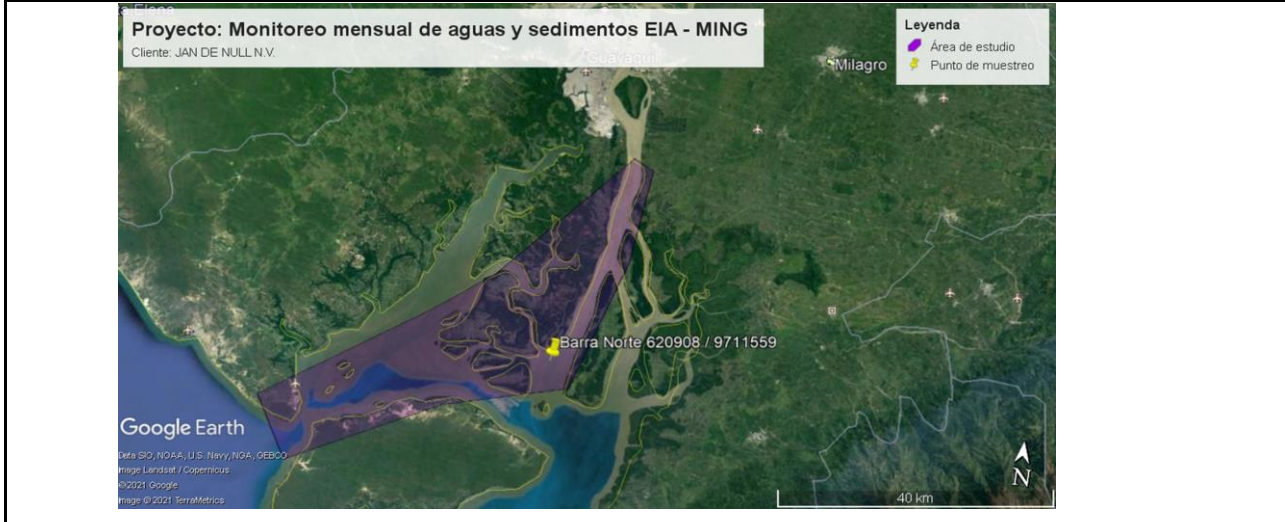 Elena
Proyecto: Monitoreo mensual de aguas y sedimentos EIA - MING
Cliente: JAN DE NULL N.V.
Guayaquil
Leyenda
Área de estudio
Punto de muestreo
Milagro
Barra Norte 620908 / 9711559
Google Earth
Data SIO, NOAA, U.S. Navy, NGA, GEBCO
Image Landsat / Copernicus
©2021 Google
Image © 2021 TerraMetrics
N
40 km